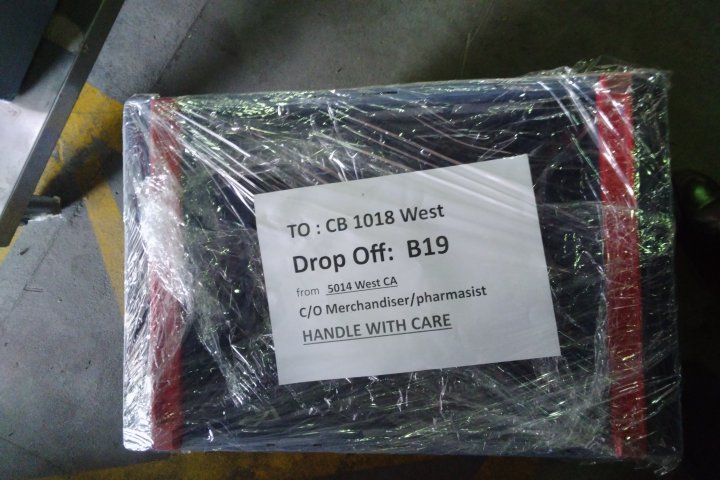 TO : CB 1018 West
Drop Off: B19
from 5014 West CA
C/O Merchandiser/pharmasist
HANDLE WITH CARE